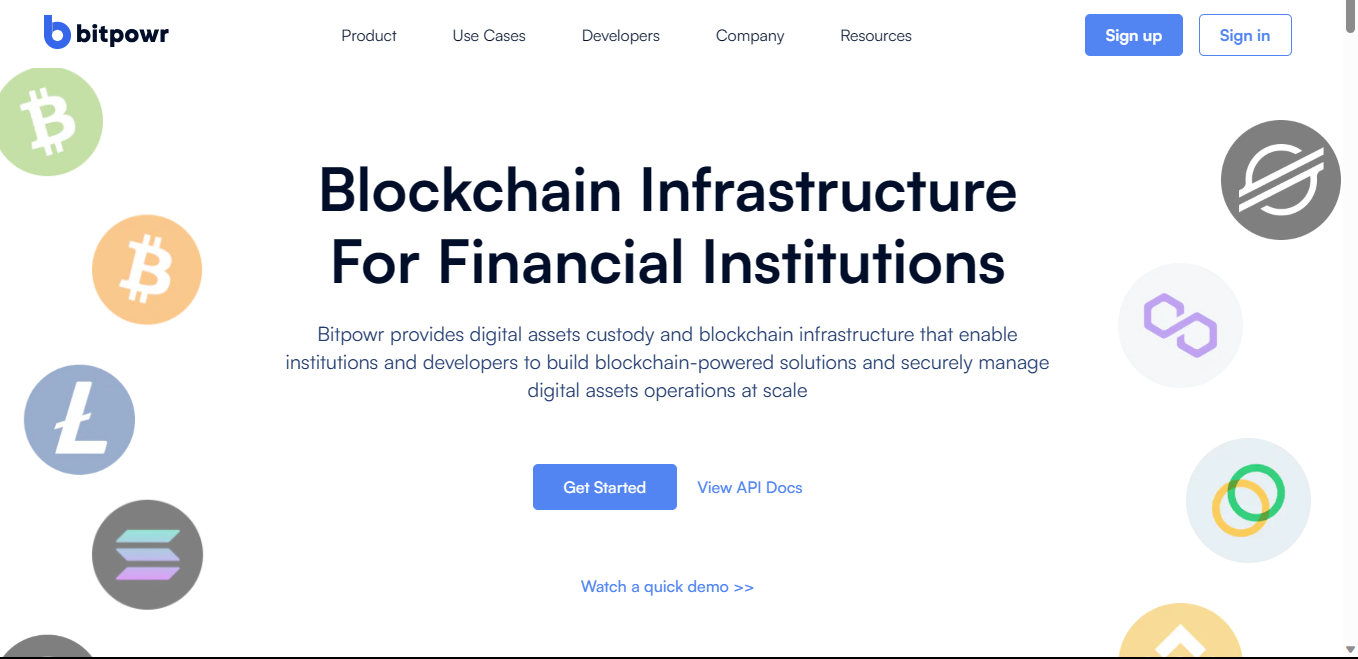 bitpowr
Product Use Cases Developers Company Resources
Sign up Sign in
Blockchain Infrastructure
For Financial Institutions
Bitpowr provides digital assets custody and blockchain infrastructure that enable
institutions and developers to build blockchain-powered solutions and securely manage
digital assets operations at scale
Get Started View API Docs
Watch a quick demo >>